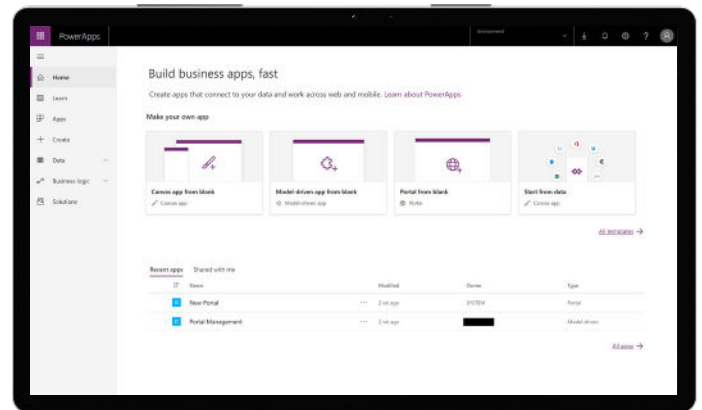 PowerApps
Environment
Home
Learn
Apps
Create
Data
Business logic
Solutions
Build business apps, fast
Create apps that connect to your data and work across web and mobile. Learn about PowerApps
Make your own app
Canvas app from blank
Canvas app
Model-driven app from blank
Model-driven app
Portal from blank
Portal
Start from data
Canvas app
All templates
Recent apps Shared with me
Name Modified Owner Type
New Portal ... 2 wk ago SYSTEM Portal
Portal Management ... 2 wk ago Model-driven
All apps